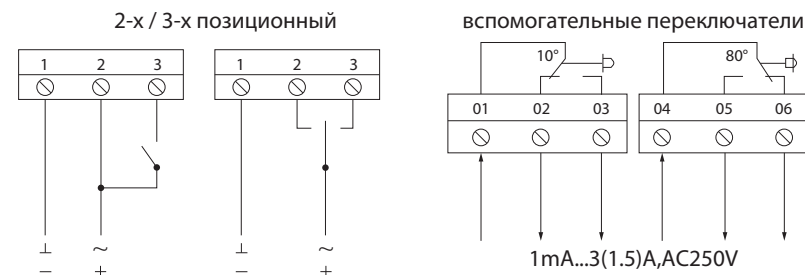 2-х / 3-х позиционный
вспомогательные переключатели
1 2 3
1 2 3
10°
80°
01 02 03
04 05 06
⊥ ~
– +
⊥ ~
– +
1mA...3(1.5)A,AC250V